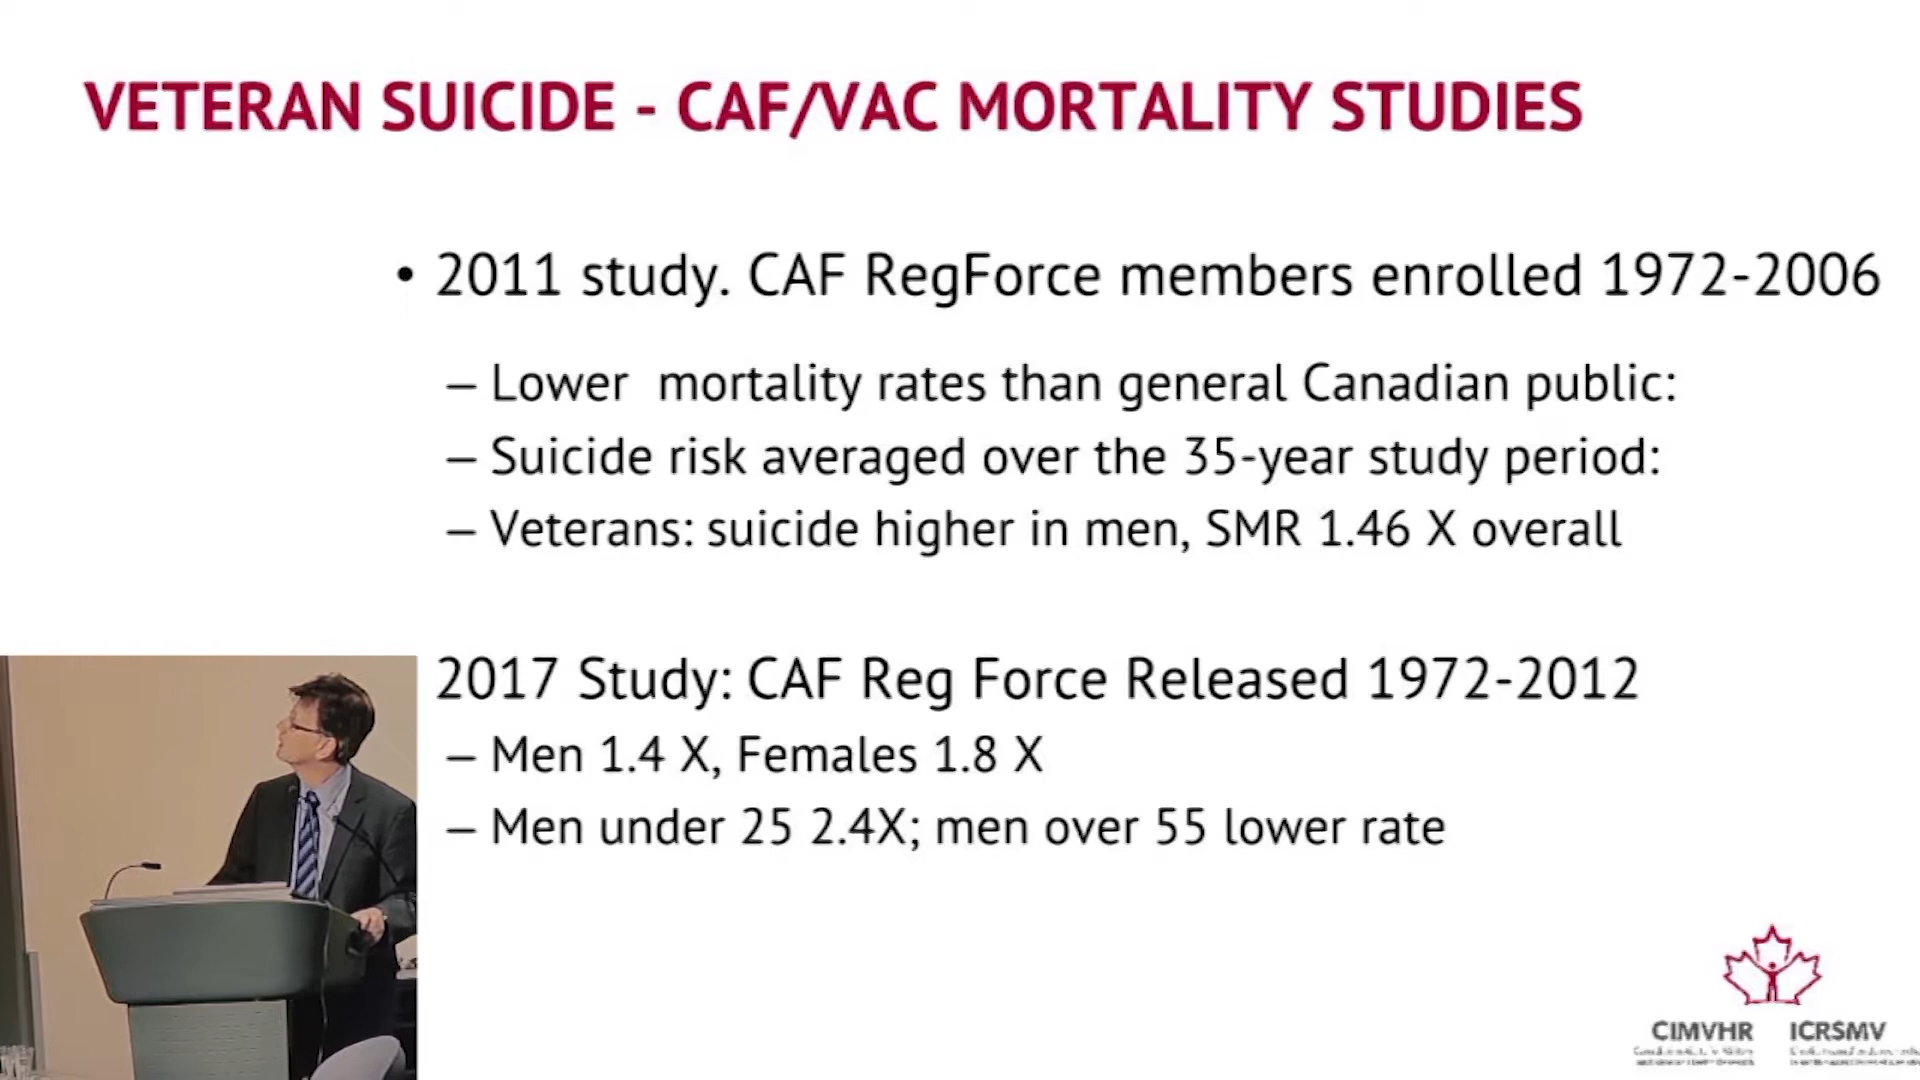 VETERAN SUICIDE - CAF/VAC MORTALITY STUDIES
• 2011 study. CAF RegForce members enrolled 1972-2006
– Lower mortality rates than general Canadian public:
– Suicide risk averaged over the 35-year study period:
– Veterans: suicide higher in men, SMR 1.46 X overall
2017 Study: CAF Reg Force Released 1972-2012
– Men 1.4 X, Females 1.8 X
– Men under 25 2.4X; men over 55 lower rate
CIMVHR ICRSMV